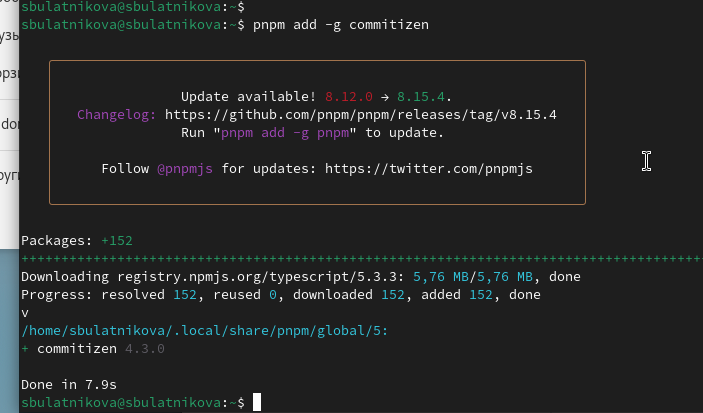 sbulatnikova@sbulatnikova:~$
sbulatnikova@sbulatnikova:~$ pnpm add -g commitizen
Update available! 8.12.0 → 8.15.4.
Changelog: https://github.com/pnpm/pnpm/releases/tag/v8.15.4
Run "pnpm add -g pnpm" to update.
Follow @pnpmjs for updates: https://twitter.com/pnpmjs
Packages: +152
++++++++++++++++++++++++++++++++++++++++++++++++++++++++++++++++++++++++++++++++++++++
Downloading registry.npmjs.org/typescript/5.3.3: 5,76 MB/5,76 MB, done
Progress: resolved 152, reused 0, downloaded 152, added 152, done
v
/home/sbulatnikova/.local/share/pnpm/global/5:
+ commitizen 4.3.0
Done in 7.9s
sbulatnikova@sbulatnikova:~$